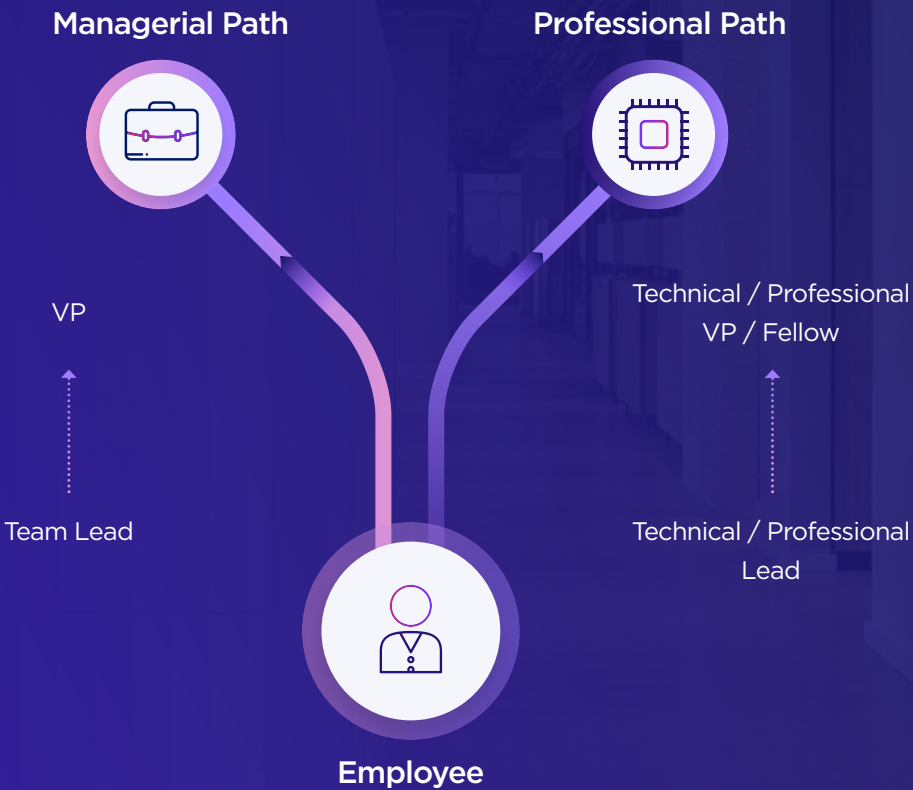 Managerial Path
Professional Path
VP
Technical / Professional
VP / Fellow
Team Lead
Technical / Professional
Lead
Employee